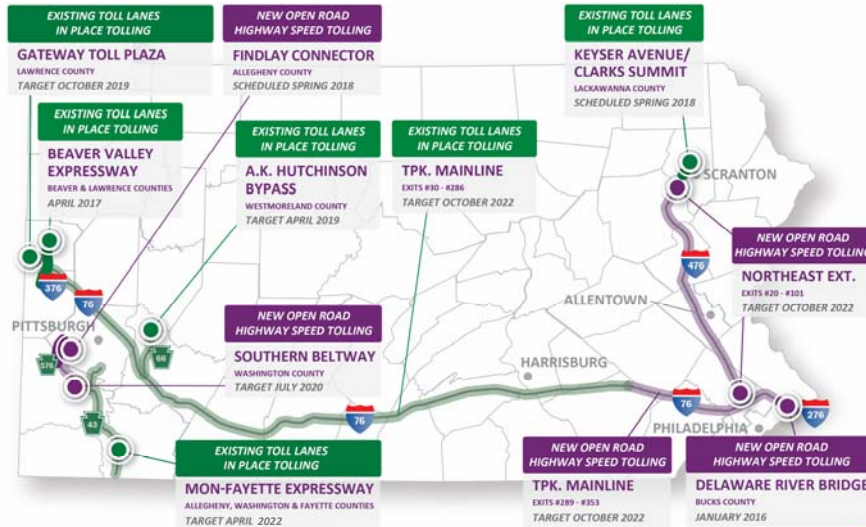 EXISTING TOLL LANES
IN PLACE TOLLING
GATEWAY TOLL PLAZA
LAWRENCE COUNTY
TARGET OCTOBER 2019
NEW OPEN ROAD
HIGHWAY SPEED TOLLING
FINDLAY CONNECTOR
ALLEGHENY COUNTY
SCHEDULED SPRING 2018
EXISTING TOLL LANES
IN PLACE TOLLING
KEYSER AVENUE/
CLARKS SUMMIT
LACKAWANNA COUNTY
SCHEDULED SPRING 2018
EXISTING TOLL LANES
IN PLACE TOLLING
BEAVER VALLEY
EXPRESSWAY
BEAVER & LAWRENCE COUNTIES
APRIL 2017
EXISTING TOLL LANES
IN PLACE TOLLING
A.K. HUTCHINSON
BYPASS
WESTMORELAND COUNTY
TARGET APRIL 2019
EXISTING TOLL LANES
IN PLACE TOLLING
TPK. MAINLINE
EXITS #30 - #286
TARGET OCTOBER 2022
SCRANTON
NEW OPEN ROAD
HIGHWAY SPEED TOLLING
NORTHEAST EXT.
EXITS #20 - #101
TARGET OCTOBER 2022
476
376
76
ALLENTOWN
PITTSBURGH
576
66
NEW OPEN ROAD
HIGHWAY SPEED TOLLING
SOUTHERN BELTWAY
WASHINGTON COUNTY
TARGET JULY 2020
HARRISBURG
43
76
76
276
PHILADELPHIA
EXISTING TOLL LANES
IN PLACE TOLLING
MON-FAYETTE EXPRESSWAY
ALLEGHENY, WASHINGTON & FAYETTE COUNTIES
TARGET APRIL 2022
NEW OPEN ROAD
HIGHWAY SPEED TOLLING
TPK. MAINLINE
EXITS #289 - #353
TARGET OCTOBER 2022
NEW OPEN ROAD
HIGHWAY SPEED TOLLING
DELAWARE RIVER BRIDGE
BUCKS COUNTY
JANUARY 2016